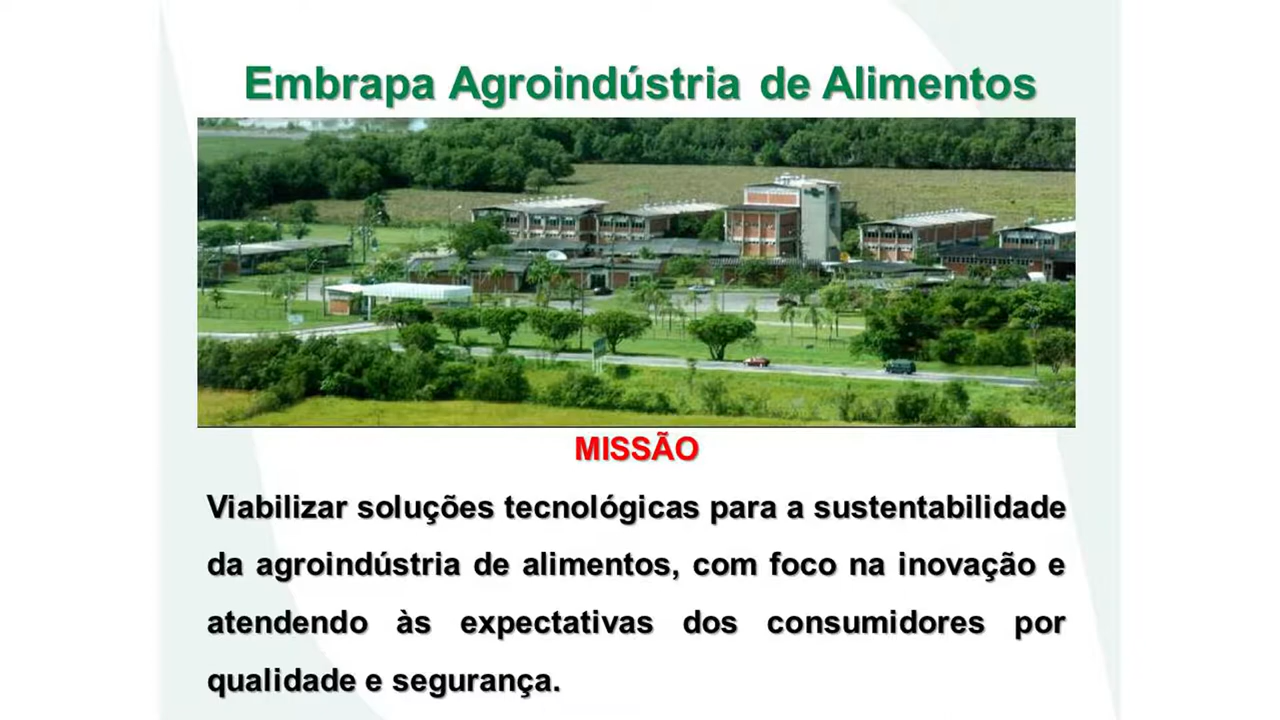 Embrapa Agroindústria de Alimentos
MISSÃO
Viabilizar soluções tecnológicas para a sustentabilidade
da agroindústria de alimentos, com foco na inovação e
atendendo às expectativas dos consumidores por
qualidade e segurança.